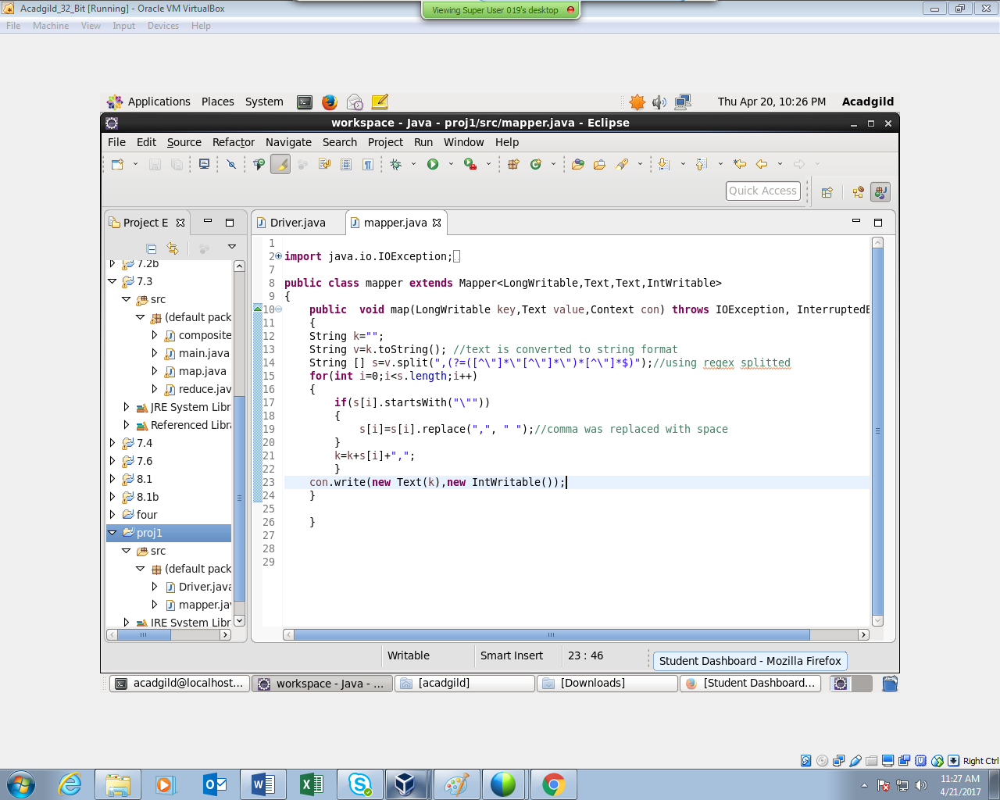 Acadgild_32_Bit [Running] - Oracle VM VirtualBox
Viewing Super User 019's desktop
File Machine View Input Devices Help
Applications Places System
Thu Apr 20, 10:26 PM Acadgild
workspace - Java - proj1/src/mapper.java - Eclipse
File Edit Source Refactor Navigate Search Project Run Window Help
Quick Access
Project E
Driver.java
mapper.java
7.2b
7.3
src
(default pack
composite
main.java
map.java
reduce.jav
JRE System Libr
Referenced Libra
7.4
7.6
8.1
8.1b
four
proj1
src
(default pack
Driver.java
mapper.jav
JRE System Libr
1
2 import java.io.IOException;
7
8 public class mapper extends Mapper<LongWritable,Text,Text,IntWritable>
9 {
10 public void map(LongWritable key,Text value,Context con) throws IOException, InterruptedE
11 {
12 String k="";
13 String v=k.toString(); //text is converted to string format
14 String [] s=v.split(",(?=([^\"]*\"[^\"]*\")*[^\"]*$)");//using regex splitted
15 for(int i=0;i<s.length;i++)
16 {
17 if(s[i].startsWith("\""))
18 {
19 s[i]=s[i].replace(",", " ");//comma was replaced with space
20 }
21 k=k+s[i]+",";
22 }
23 con.write(new Text(k),new IntWritable());
24 }
25
26 }
27
28
29
Writable
Smart Insert
23 : 46
Student Dashboard - Mozilla Firefox
acadgild@localhost...
workspace - Java - ...
[acadgild]
[Downloads]
[Student Dashboard...
Right Ctrl
11:27 AM
4/21/2017